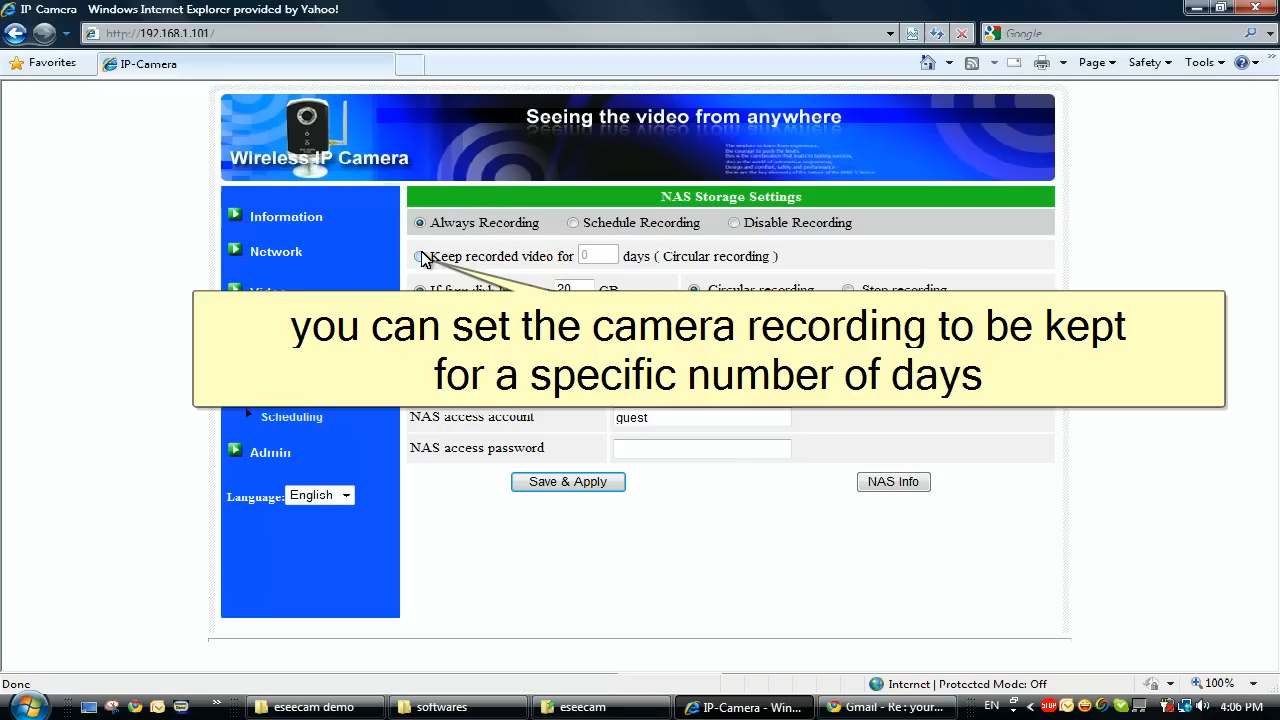 IP-Camera - Windows Internet Explorer provided by Yahoo!
http://192.168.1.101/
Google
Favorites
IP-Camera
Page
Safety
Tools
Seeing the video from anywhere
Wireless IP Camera
NAS Storage Settings
Information
Always Recording
Schedule Recording
Disable Recording
Network
Keep recorded video for 0 days ( Circular recording )
Video
20 GB
Circular recording
Stop recording
you can set the camera recording to be kept
for a specific number of days
Scheduling
NAS access account
guest
Admin
NAS access password
Save & Apply
NAS Info
Language:
English
Done
Internet | Protected Mode: Off
100%
eseecam demo
softwares
eseecam
IP-Camera - Win...
Gmail - Re : your...
EN
4:06 PM